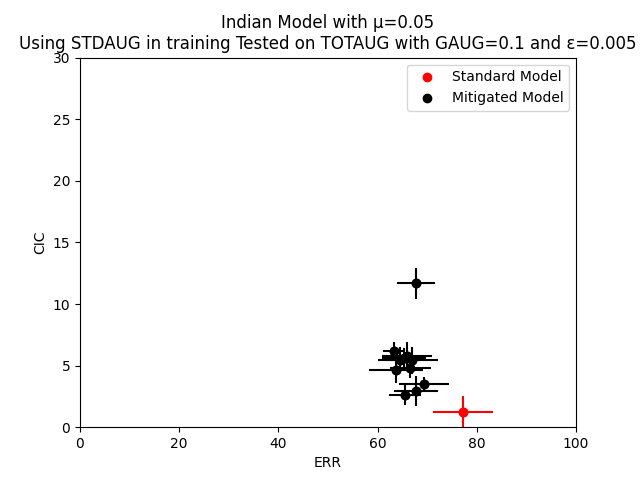 Indian Model with μ=0.05
Using STDAUG in training Tested on TOTAUG with GAUG=0.1 and ε=0.005
Standard Model
Mitigated Model
30
25
20
15
10
5
0
CIC
0 20 40 60 80 100
ERR